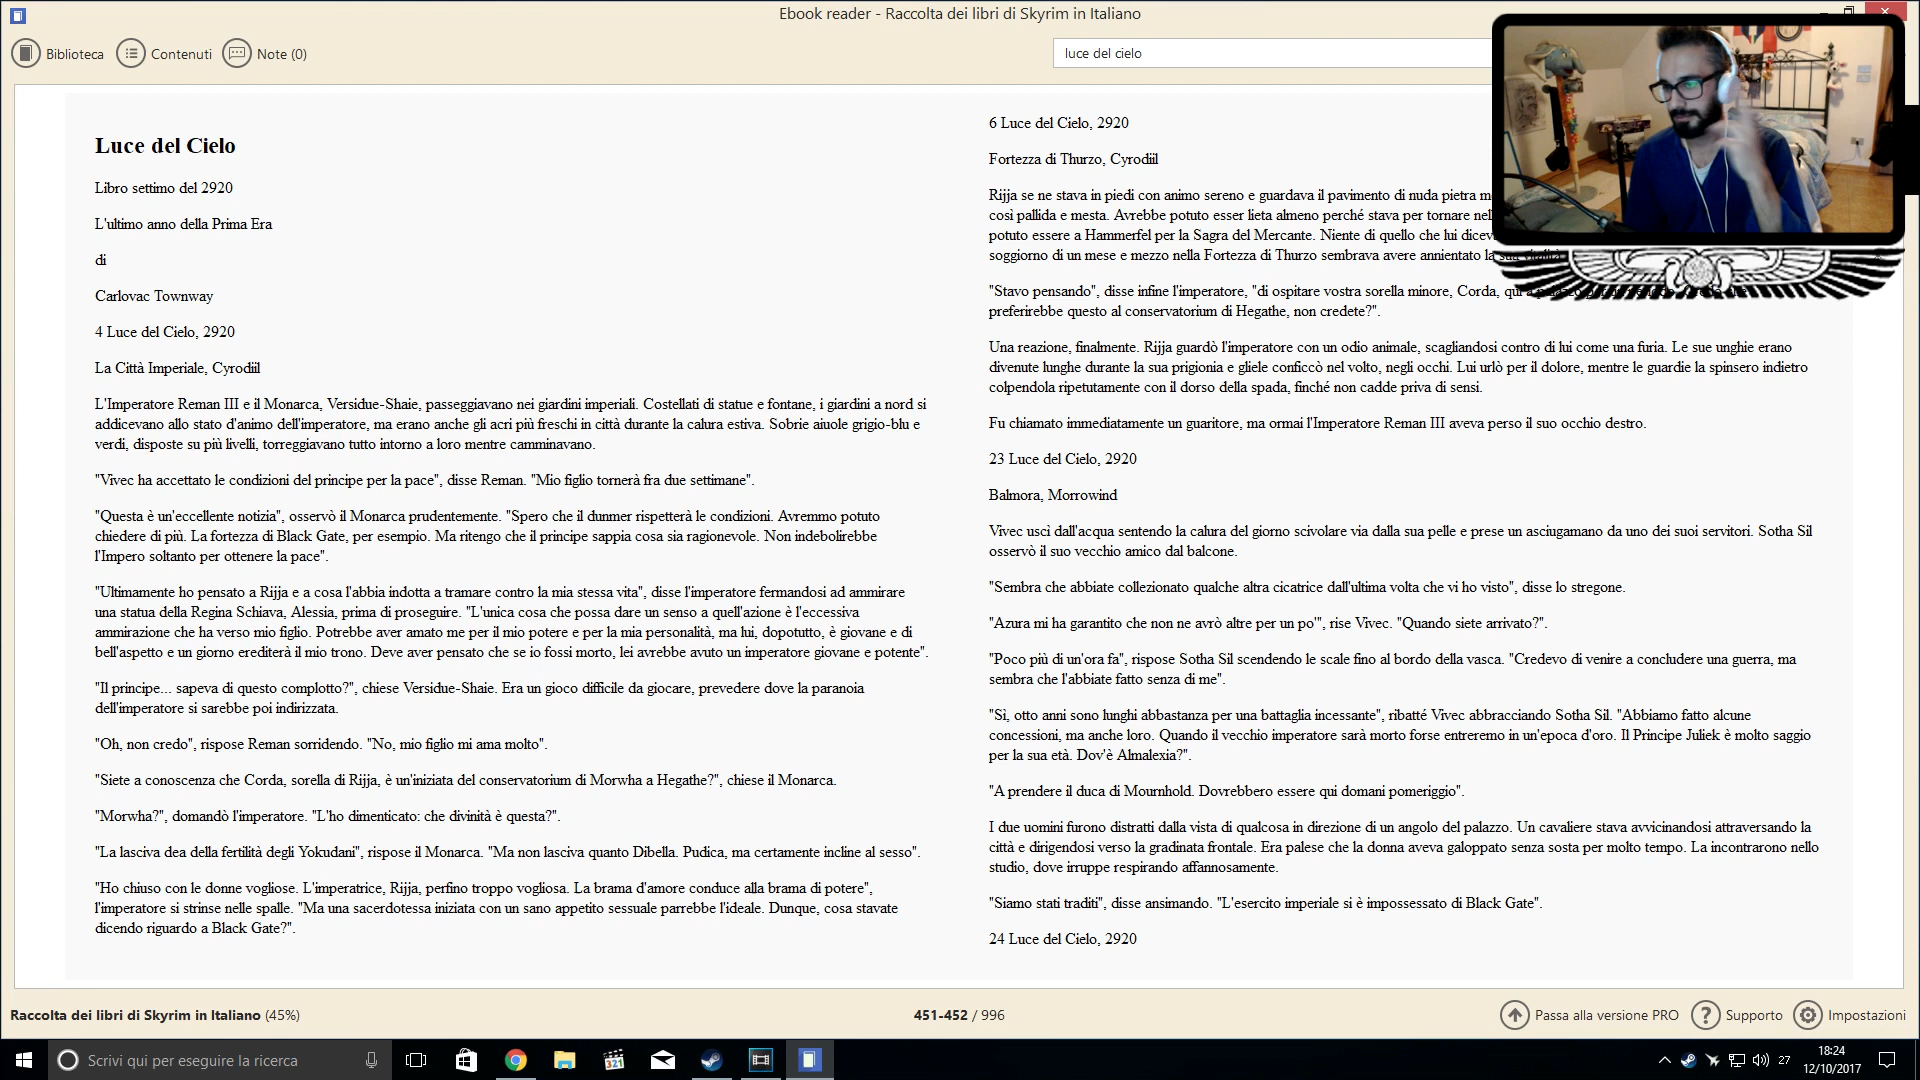 Ebook reader - Raccolta dei libri di Skyrim in Italiano
Biblioteca
Contenuti
Note (0)
luce del cielo
Luce del Cielo
Libro settimo del 2920
L'ultimo anno della Prima Era
di
Carlovac Townway
4 Luce del Cielo, 2920
La Città Imperiale, Cyrodiil
L'Imperatore Reman III e il Monarca, Versidue-Shaie, passeggiavano nei giardini imperiali. Costellati di statue e fontane, i giardini a nord si
addicevano allo stato d'animo dell'imperatore, ma erano anche gli acri più freschi in città durante la calura estiva. Sobrie aiuole grigio-blu e
verdi, disposte su più livelli, torreggiavano tutto intorno a loro mentre camminavano.
"Vivec ha accettato le condizioni del principe per la pace", disse Reman. "Mio figlio tornerà fra due settimane".
"Questa è un'eccellente notizia", osservò il Monarca prudentemente. "Spero che il dunmer rispetterà le condizioni. Avremmo potuto
chiedere di più. La fortezza di Black Gate, per esempio. Ma ritengo che il principe sappia cosa sia ragionevole. Non indebolirebbe
l'Impero soltanto per ottenere la pace".
"Ultimamente ho pensato a Rijja e a cosa l'abbia indotta a tramare contro la mia stessa vita", disse l'imperatore fermandosi ad ammirare
una statua della Regina Schiava, Alessia, prima di proseguire. "L'unica cosa che possa dare un senso a quell'azione è l'eccessiva
ammirazione che ha verso mio figlio. Potrebbe aver amato me per il mio potere e per la mia personalità, ma lui, dopotutto, è giovane e di
bell'aspetto e un giorno erediterà il mio trono. Deve aver pensato che se io fossi morto, lei avrebbe avuto un imperatore giovane e potente".
"Il principe... sapeva di questo complotto?", chiese Versidue-Shaie. Era un gioco difficile da giocare, prevedere dove la paranoia
dell'imperatore si sarebbe poi indirizzata.
"Oh, non credo", rispose Reman sorridendo. "No, mio figlio mi ama molto".
"Siete a conoscenza che Corda, sorella di Rijja, è un'iniziata del conservatorium di Morwha a Hegathe?", chiese il Monarca.
"Morwha?", domandò l'imperatore. "L'ho dimenticato: che divinità è questa?".
"La lasciva dea della fertilità degli Yokudani", rispose il Monarca. "Ma non lasciva quanto Dibella. Pudica, ma certamente incline al sesso".
"Ho chiuso con le donne vogliose. L'imperatrice, Rijja, perfino troppo vogliosa. La brama d'amore conduce alla brama di potere",
l'imperatore si strinse nelle spalle. "Ma una sacerdotessa iniziata con un sano appetito sessuale parrebbe l'ideale. Dunque, cosa stavate
dicendo riguardo a Black Gate?".
6 Luce del Cielo, 2920
Fortezza di Thurzo, Cyrodiil
Rijja se ne stava in piedi con animo sereno e guardava il pavimento di nuda pietra
così pallida e mesta. Avrebbe potuto esser lieta almeno perché stava per tornare
potuto essere a Hammerfel per la Sagra del Mercante. Niente di quello che lui
soggiorno di un mese e mezzo nella Fortezza di Thurzo sembrava avere annientato la sua vitalità
"Stavo pensando", disse infine l'imperatore, "di ospitare vostra sorella minore, Corda, qui a
preferirebbe questo al conservatorium di Hegathe, non credete?".
Una reazione, finalmente. Rijja guardò l'imperatore con un odio animale, scagliandosi contro di lui come una furia. Le sue unghie erano
divenute lunghe durante la sua prigionia e gliele conficcò nel volto, negli occhi. Lui urlò per il dolore, mentre le guardie la spinsero indietro
colpendola ripetutamente con il dorso della spada, finché non cadde priva di sensi.
Fu chiamato immediatamente un guaritore, ma ormai l'Imperatore Reman III aveva perso il suo occhio destro.
23 Luce del Cielo, 2920
Balmora, Morrowind
Vivec uscì dall'acqua sentendo la calura del giorno scivolare via dalla sua pelle e prese un asciugamano da uno dei suoi servitori. Sotha Sil
osservò il suo vecchio amico dal balcone.
"Sembra che abbiate collezionato qualche altra cicatrice dall'ultima volta che vi ho visto", disse lo stregone.
"Azura mi ha garantito che non ne avrò altre per un po'", rise Vivec. "Quando siete arrivato?".
"Poco più di un'ora fa", rispose Sotha Sil scendendo le scale fino al bordo della vasca. "Credevo di venire a concludere una guerra, ma
sembra che l'abbiate fatto senza di me".
"Sì, otto anni sono lunghi abbastanza per una battaglia incessante", ribatté Vivec abbracciando Sotha Sil. "Abbiamo fatto alcune
concessioni, ma anche loro. Quando il vecchio imperatore sarà morto forse entreremo in un'epoca d'oro. Il Principe Juliek è molto saggio
per la sua età. Dov'è Almalexia?".
"A prendere il duca di Mournhold. Dovrebbero essere qui domani pomeriggio".
I due uomini furono distratti dalla vista di qualcosa in direzione di un angolo del palazzo. Un cavaliere stava avvicinandosi attraversando la
città e dirigendosi verso la gradinata frontale. Era palese che la donna aveva galoppato senza sosta per molto tempo. La incontrarono nello
studio, dove irruppe respirando affannosamente.
"Siamo stati traditi", disse ansimando. "L'esercito imperiale si è impossessato di Black Gate".
24 Luce del Cielo, 2920
Raccolta dei libri di Skyrim in Italiano (45%)
451-452 / 996
Passa alla versione PRO
Supporto
Impostazioni
Scrivi qui per eseguire la ricerca
321
27
18:24
12/10/2017